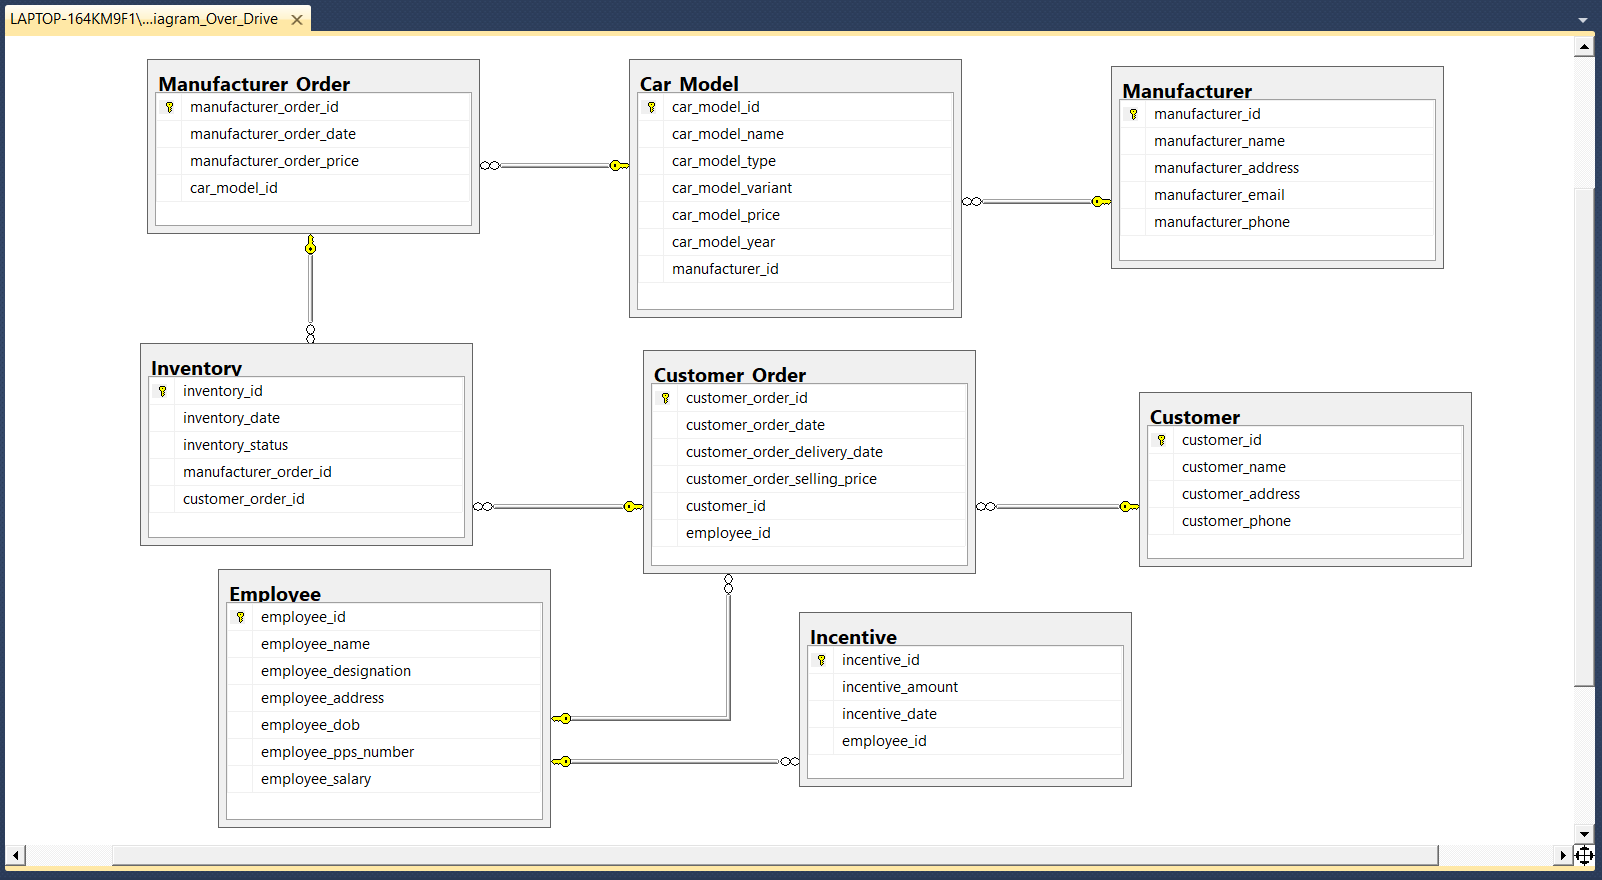 LAPTOP-164KM9F1\...iagram_Over_Drive
Manufacturer_Order
manufacturer_order_id
manufacturer_order_date
manufacturer_order_price
car_model_id
Car_Model
car_model_id
car_model_name
car_model_type
car_model_variant
car_model_price
car_model_year
manufacturer_id
Manufacturer
manufacturer_id
manufacturer_name
manufacturer_address
manufacturer_email
manufacturer_phone
Inventory
inventory_id
inventory_date
inventory_status
manufacturer_order_id
customer_order_id
Customer_Order
customer_order_id
customer_order_date
customer_order_delivery_date
customer_order_selling_price
customer_id
employee_id
Customer
customer_id
customer_name
customer_address
customer_phone
Employee
employee_id
employee_name
employee_designation
employee_address
employee_dob
employee_pps_number
employee_salary
Incentive
incentive_id
incentive_amount
incentive_date
employee_id